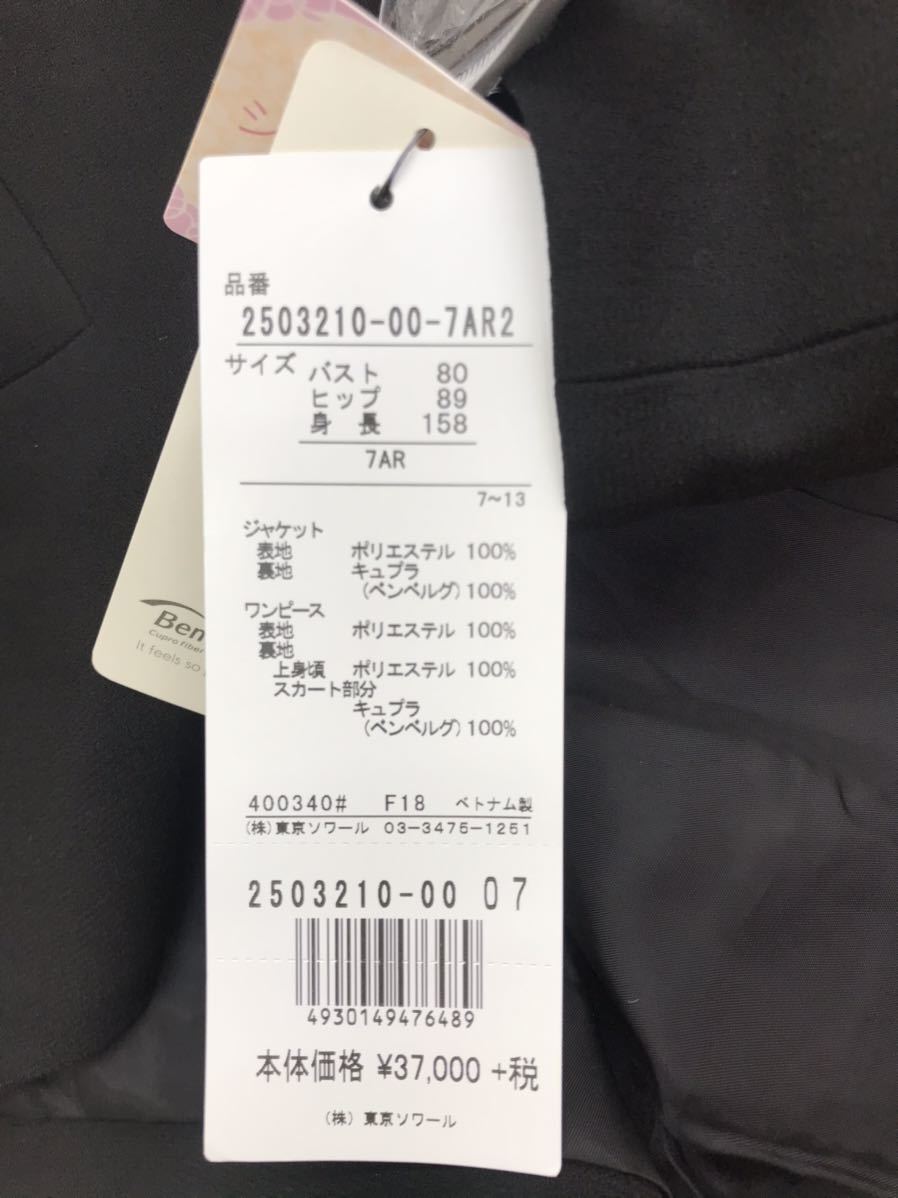 ミ
品番
2503210-00-7AR2
サイズ バスト 80
ヒップ 89
身 長 158
7AR
7~13
ジャケット
表地 ポリエステル 100%
裏地 キュプラ
(ベンベルグ)100%
ワンピース
表地 ポリエステル 100%
裏地
上身頃 ポリエステル 100%
スカート部分
キュプラ
(ベンベルグ)100%
Ben
Cupro fiber
It feels so
400340# F18 ベトナム製
(株)東京ソワール 03-3475-1251
2503210-00 07
4930149476489
本体価格 ¥37,000 +税
(株) 東京ソワール